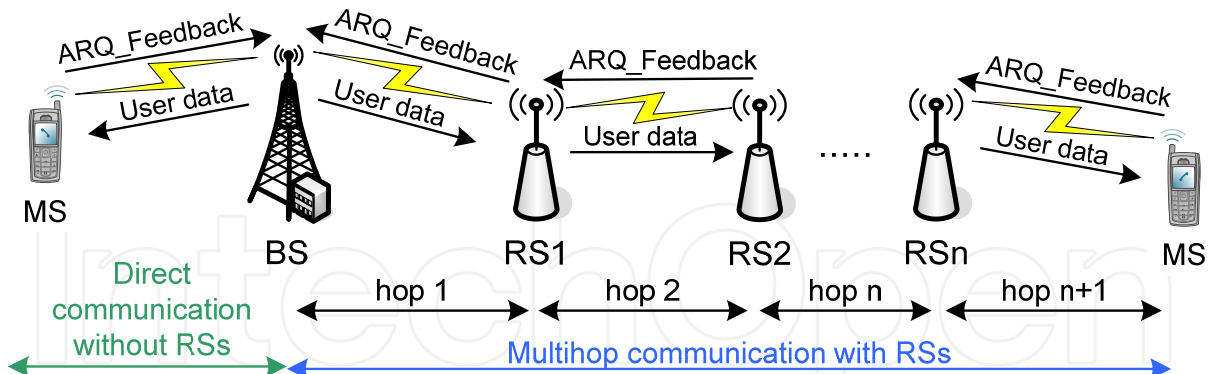 ARQ_Feedback
User data
MS
BS
ARQ_Feedback
User data
RS1
ARQ_Feedback
User data
RS2
.....
RSn
ARQ_Feedback
User data
MS
hop 1
hop 2
hop n
hop n+1
Direct
communication
without RSs
Multihop communication with RSs
IntechOpen